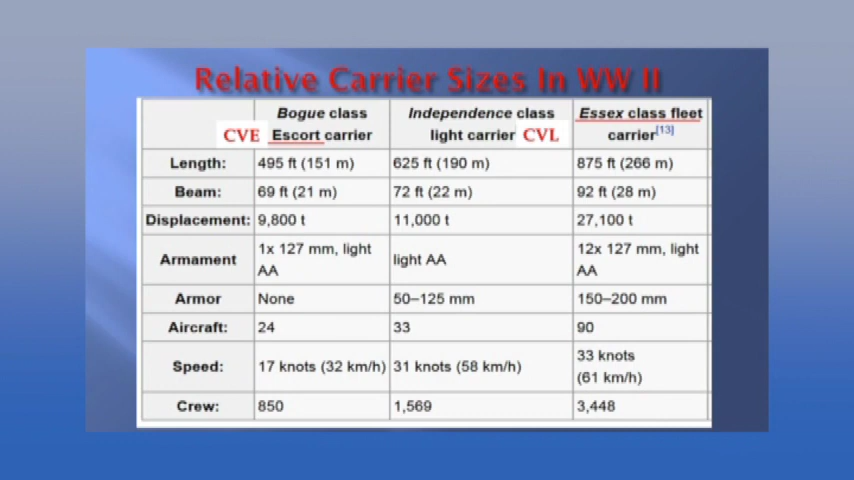 Relative Carrier Sizes In WW II
Bogue class Independence class Essex class fleet
CVE Escort carrier light carrier CVL carrier[13]
Length: 495 ft (151 m) 625 ft (190 m) 875 ft (266 m)
Beam: 69 ft (21 m) 72 ft (22 m) 92 ft (28 m)
Displacement: 9,800 t 11,000 t 27,100 t
Armament 1x 127 mm, light AA light AA 12x 127 mm, light AA
Armor None 50–125 mm 150–200 mm
Aircraft: 24 33 90
Speed: 17 knots (32 km/h) 31 knots (58 km/h) 33 knots (61 km/h)
Crew: 850 1,569 3,448